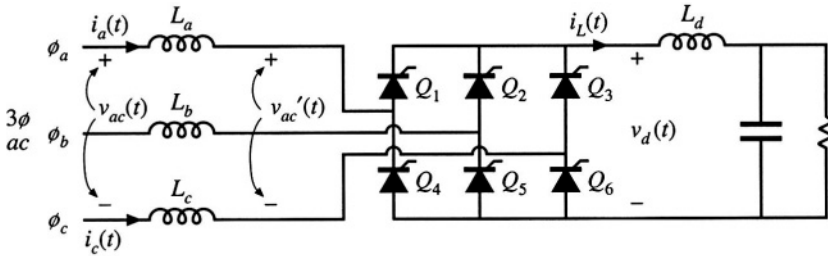 i_a(t) L_a i_L(t) L_d
ϕ_a
+ + +
Q_1 Q_2 Q_3
3ϕ ac
v_ac(t) L_b v_ac'(t)
ϕ_b
v_d(t)
Q_4 Q_5 Q_6
− L_c − −
ϕ_c
i_c(t)